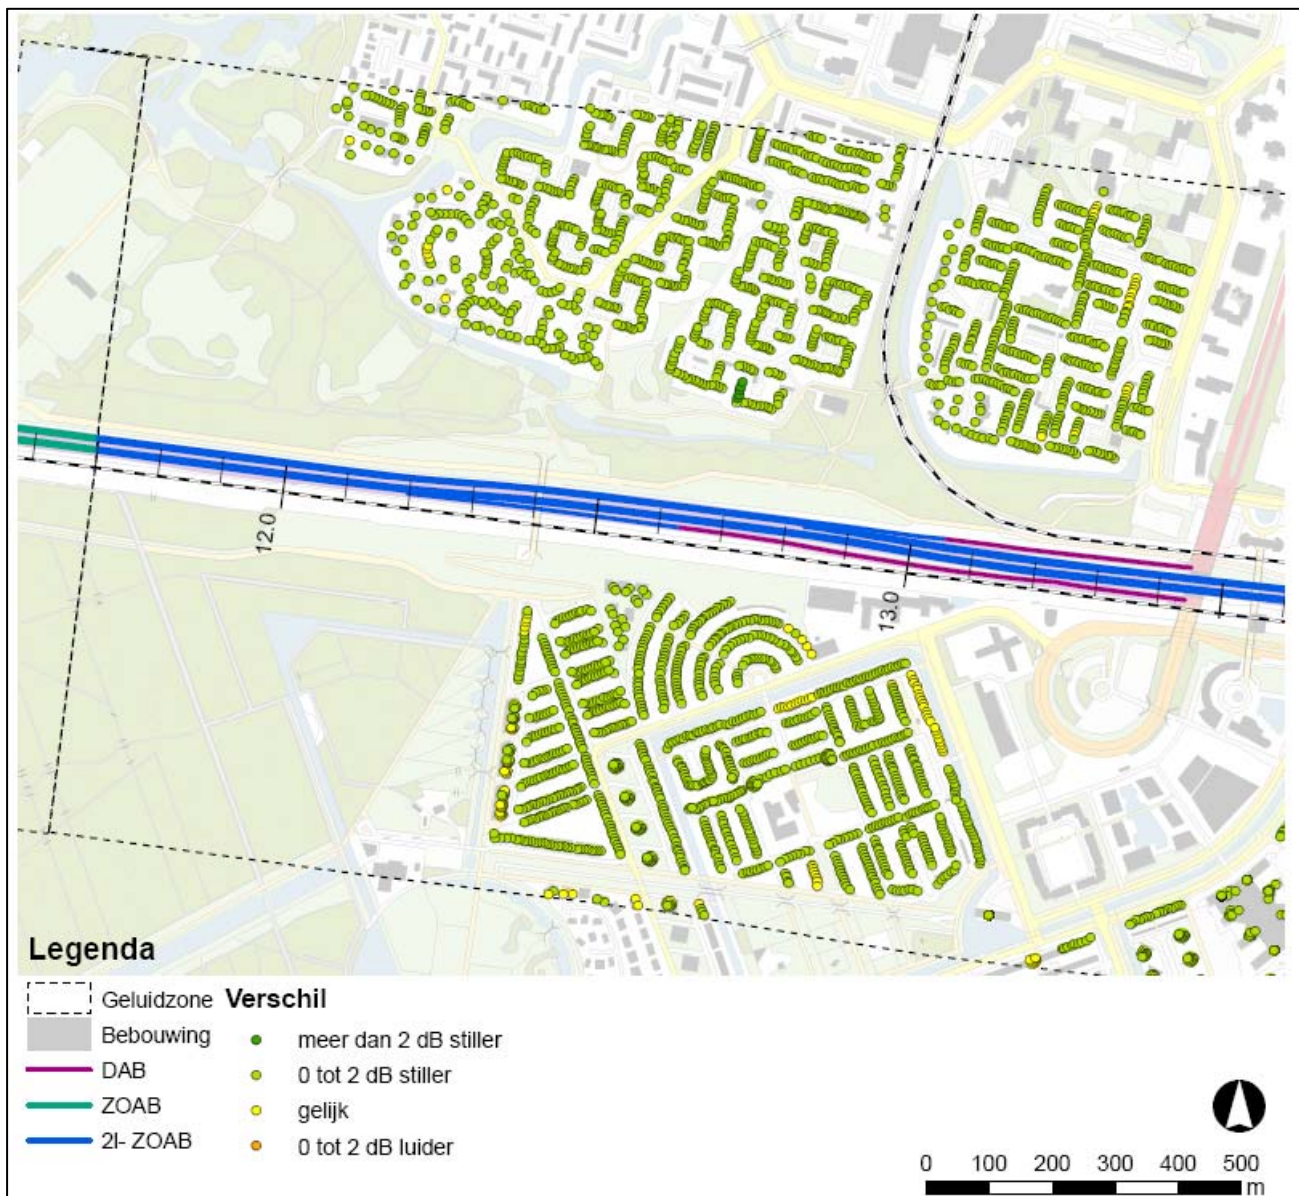 12.0
13.0
Legenda
Geluidzone
Bebouwing
DAB
ZOAB
2l- ZOAB
Verschil
meer dan 2 dB stiller
0 tot 2 dB stiller
gelijk
0 tot 2 dB luider
0 100 200 300 400 500
m